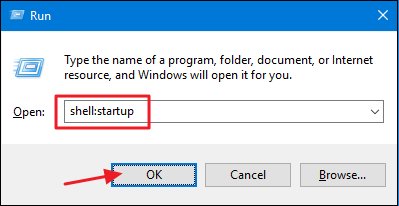 Run
Type the name of a program, folder, document, or Internet
resource, and Windows will open it for you.
Open: shell:startup
OK Cancel Browse...